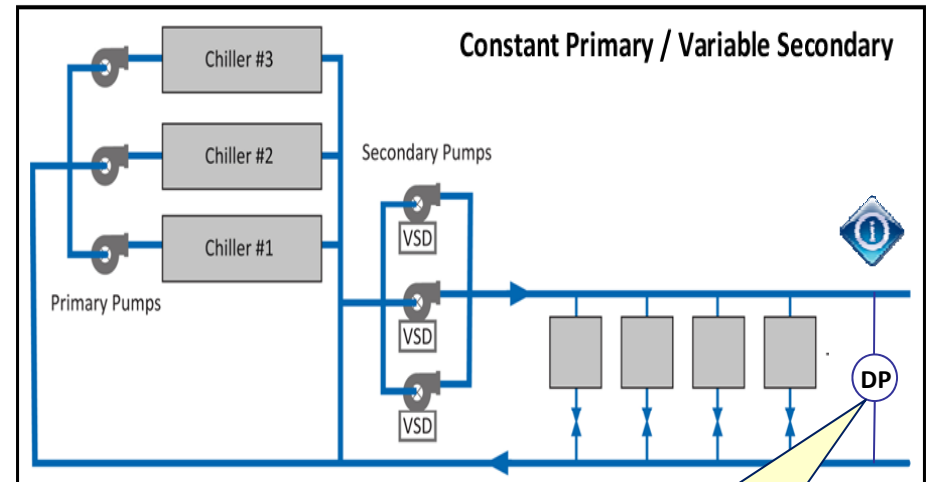 Constant Primary / Variable Secondary
Chiller #3
Chiller #2
Secondary Pumps
VSD
Chiller #1
Primary Pumps
VSD
DP
VSD
i